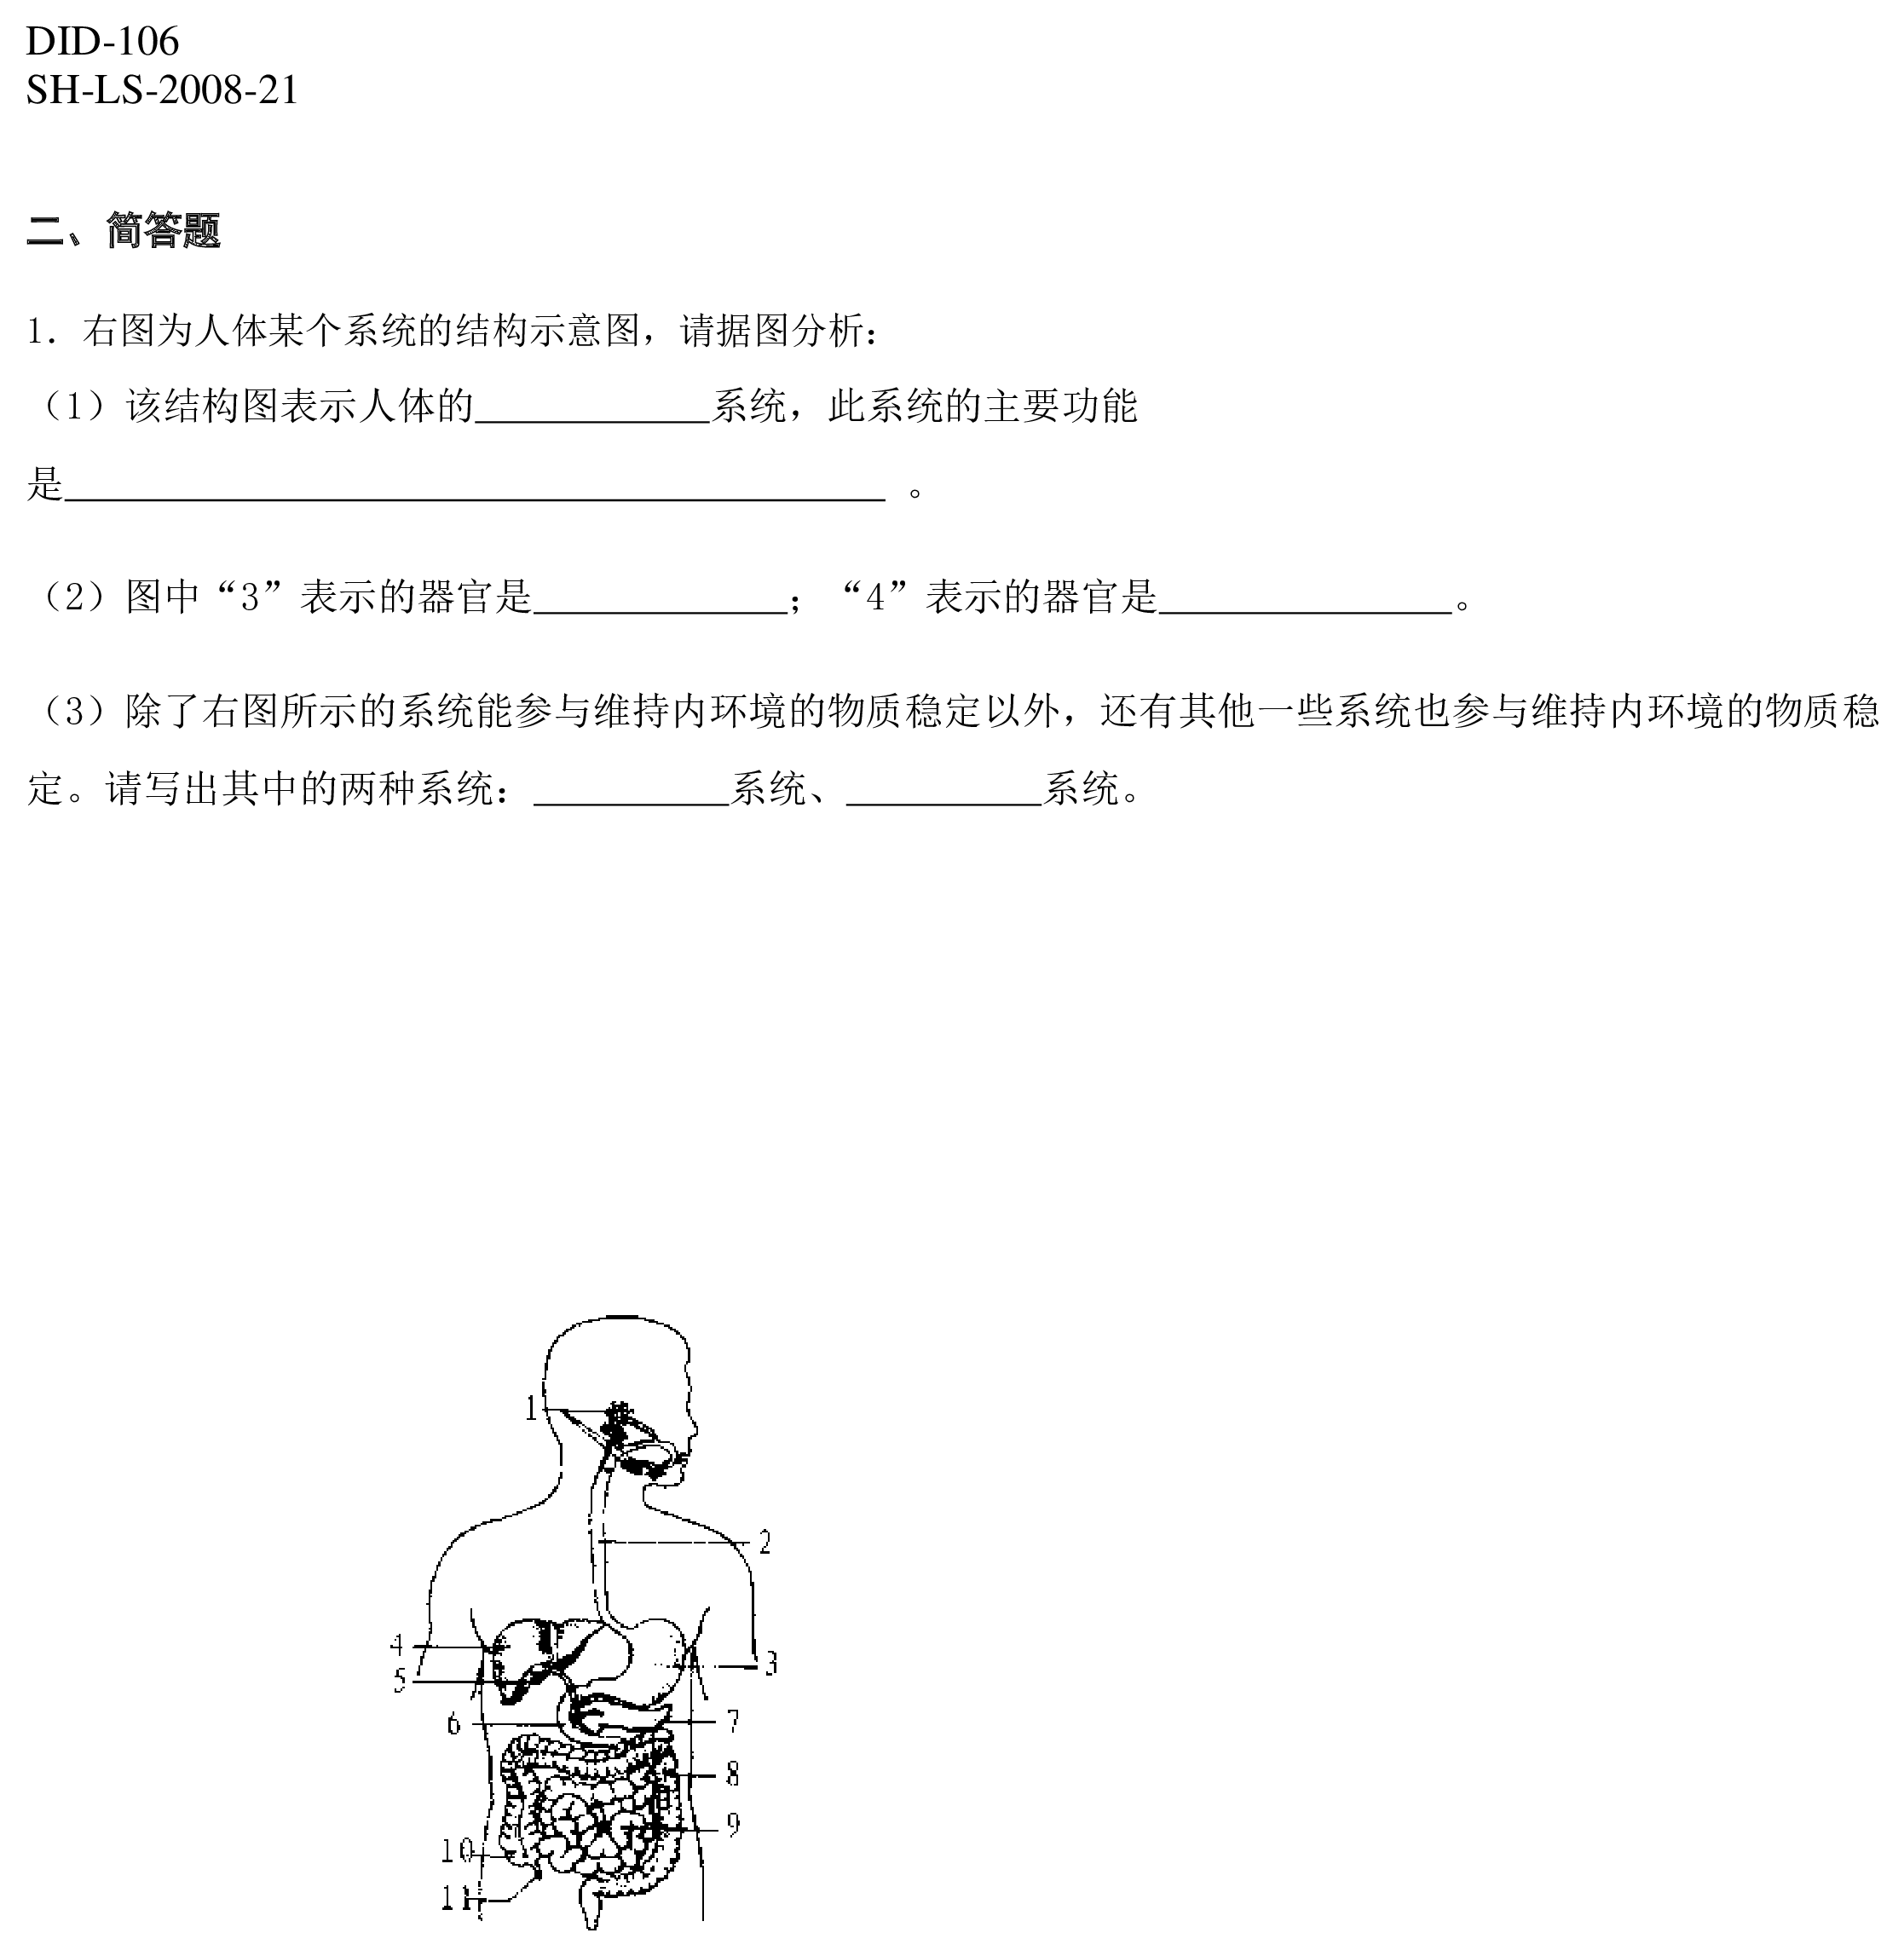 DID-106
SH-LS-2008-21
二、简答题
1. 右图为人体某个系统的结构示意图，请据图分析：
（1）该结构图表示人体的____________系统，此系统的主要功能
是__________________________________________ 。
（2）图中“3”表示的器官是_____________；“4”表示的器官是_______________。
（3）除了右图所示的系统能参与维持内环境的物质稳定以外，还有其他一些系统也参与维持内环境的物质稳
定。请写出其中的两种系统：__________系统、__________系统。
1
2
4
3
5
6
7
8
9
10
11